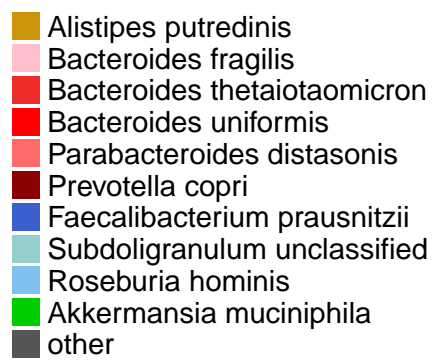 Alistipes putredinis
Bacteroides fragilis
Bacteroides thetaiotaomicron
Bacteroides uniformis
Parabacteroides distasonis
Prevotella copri
Faecalibacterium prausnitzii
Subdoligranulum unclassified
Roseburia hominis
Akkermansia muciniphila
other